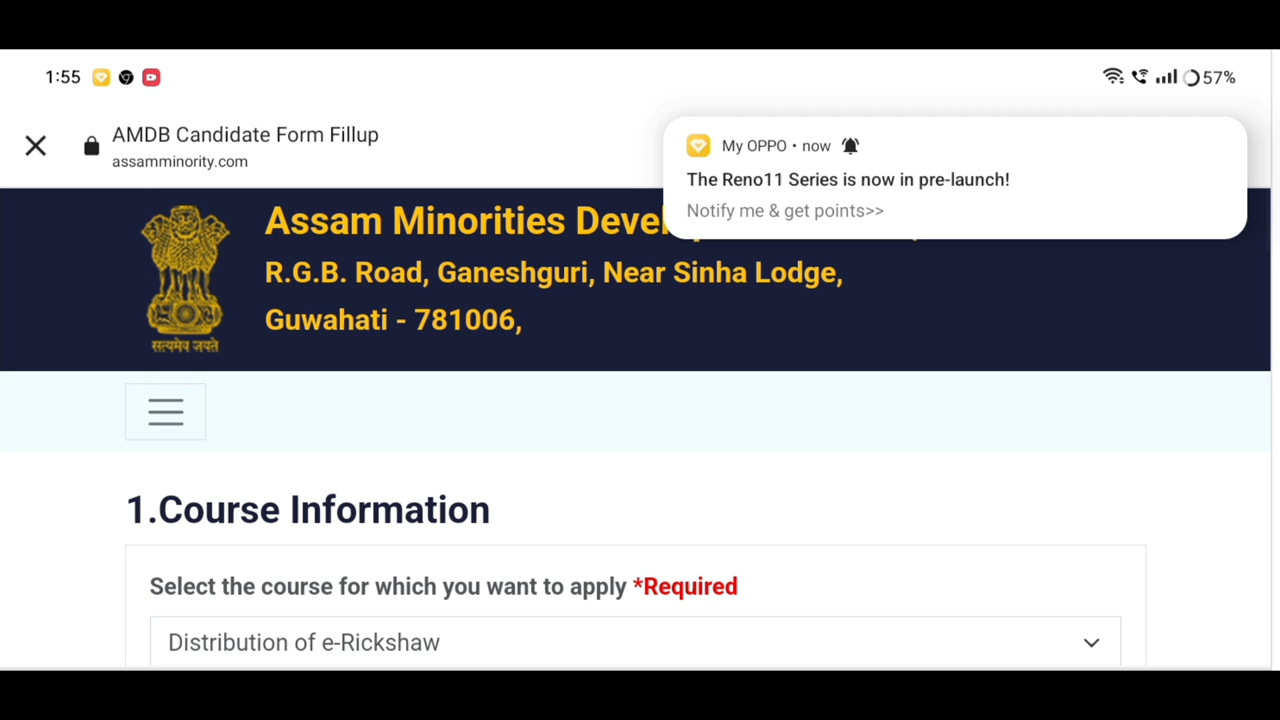 1:55
57%
AMDB Candidate Form Fillup
assamminority.com
My OPPO • now
The Reno11 Series is now in pre-launch!
Notify me & get points>>
Assam Minorities
R.G.B. Road, Ganeshguri, Near Sinha Lodge,
Guwahati - 781006,
सत्यमेव जयते
1.Course Information
Select the course for which you want to apply *Required
Distribution of e-Rickshaw